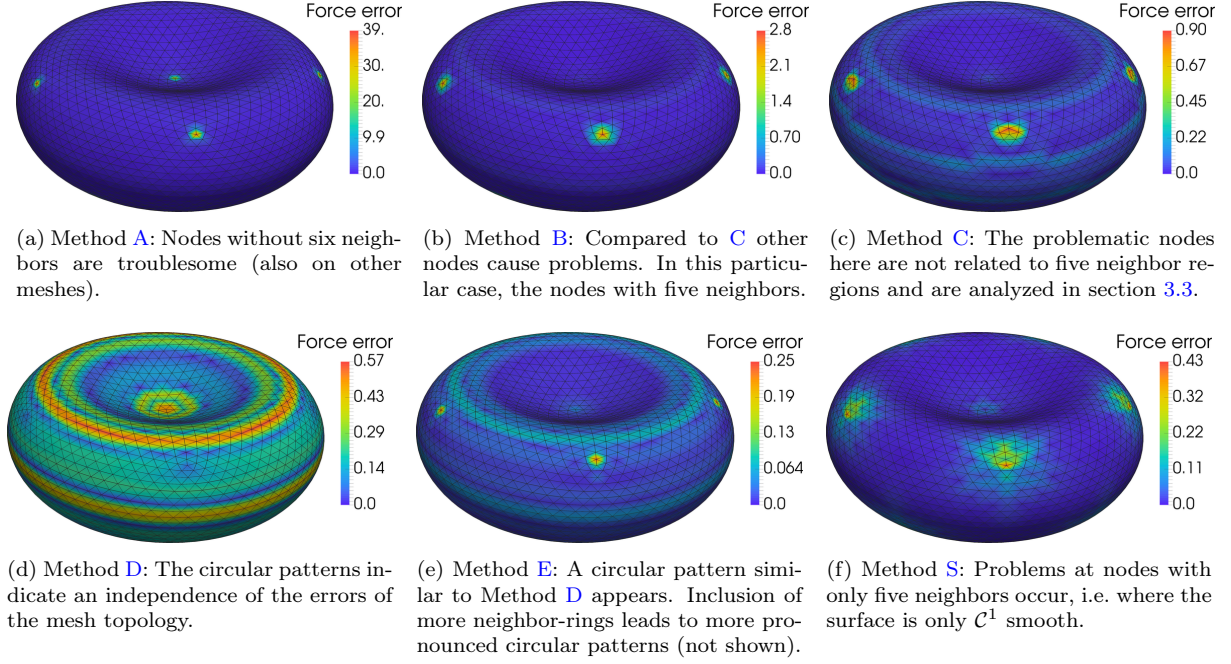 Force error
39.
30.
20.
9.9
0.0
(a) Method A: Nodes without six neigh-
bors are troublesome (also on other
meshes).
Force error
2.8
2.1
1.4
0.70
0.0
(b) Method B: Compared to C other
nodes cause problems. In this particu-
lar case, the nodes with five neighbors.
Force error
0.90
0.67
0.45
0.22
0.0
(c) Method C: The problematic nodes
here are not related to five neighbor re-
gions and are analyzed in section 3.3.
Force error
0.57
0.43
0.29
0.14
0.0
(d) Method D: The circular patterns in-
dicate an independence of the errors of
the mesh topology.
Force error
0.25
0.19
0.13
0.064
0.0
(e) Method E: A circular pattern simi-
lar to Method D appears. Inclusion of
more neighbor-rings leads to more pro-
nounced circular patterns (not shown).
Force error
0.43
0.32
0.22
0.11
0.0
(f) Method S: Problems at nodes with
only five neighbors occur, i.e. where the
surface is only C¹ smooth.